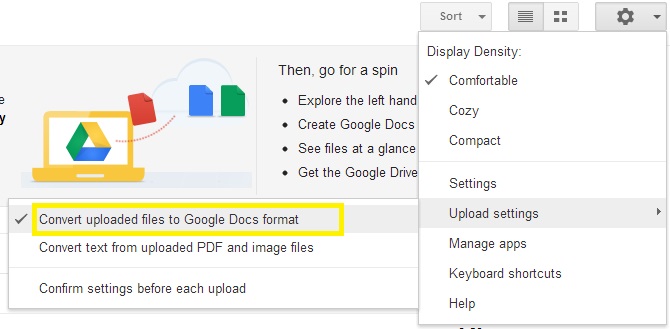 Sort
Display Density:
Comfortable
Cozy
Compact
Settings
Upload settings
Manage apps
Keyboard shortcuts
Help
Then, go for a spin
Explore the left hand
Create Google Docs
See files at a glance
Get the Google Drive
Convert uploaded files to Google Docs format
Convert text from uploaded PDF and image files
Confirm settings before each upload